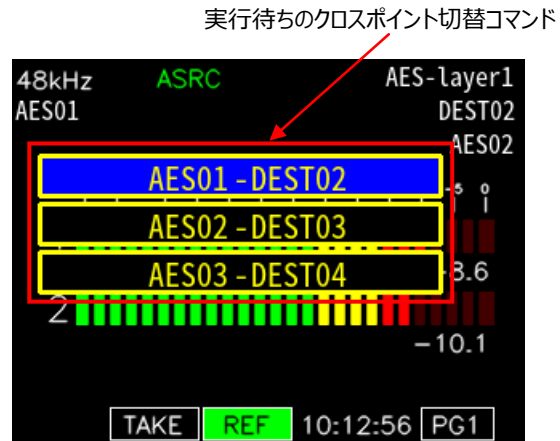 実行待ちのクロスポイント切替コマンド
48kHz ASRC AES-layer1
AES01 DEST02
AES02
AES01-DEST02
AES02-DEST03
AES03-DEST04
-5 0
8.6
2
-10.1
TAKE REF 10:12:56 PG1